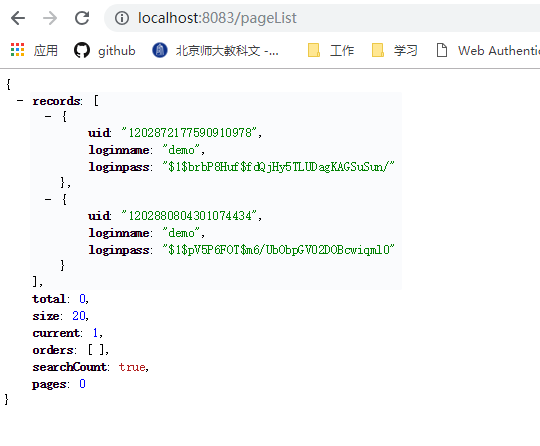 localhost:8083/pageList
应用 github 北京师大教科文 -... 工作 学习 Web Authentic
{
- records: [
- {
uid: "1202872177590910978",
loginname: "demo",
loginpass: "$1$brbP8Huf$fdQjHy5TLUDagKAGSuSun/"
},
- {
uid: "1202880804301074434",
loginname: "demo",
loginpass: "$1$pV5P6FOT$m6/UbObpGV02DOBcwiqml0"
}
],
total: 0,
size: 20,
current: 1,
orders: [ ],
searchCount: true,
pages: 0
}